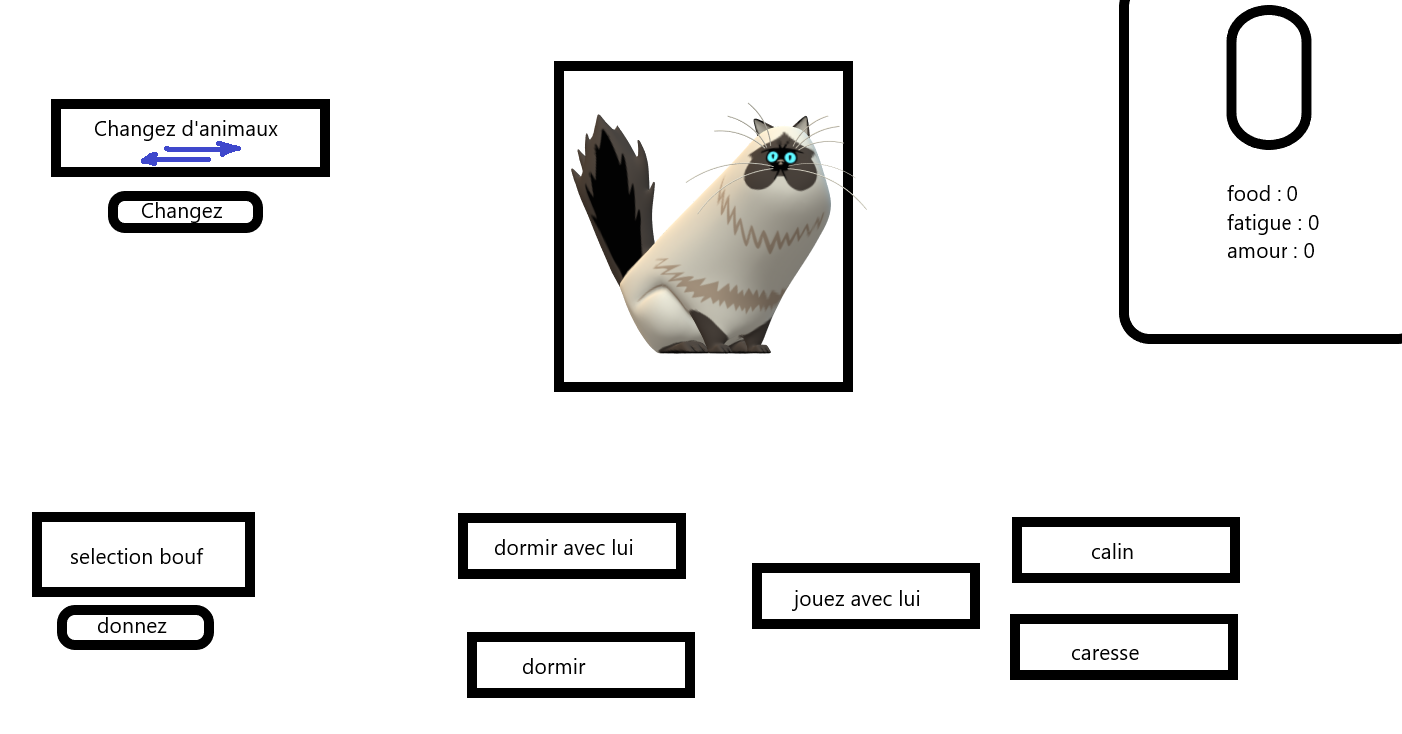 Changez d'animaux
Changez
food : 0
fatigue : 0
amour : 0
selection bouf
donnez
dormir avec lui
dormir
jouez avec lui
calin
caresse